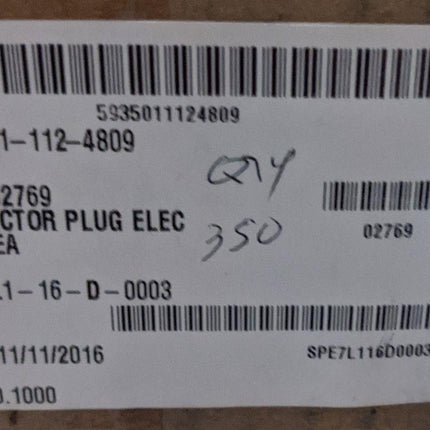 5935011124809
1-112-4809
QTY
2769
CTOR PLUG ELEC
350
02769
EA
1-16-D-0003
11/11/2016
SPE7L116D0003
.1000